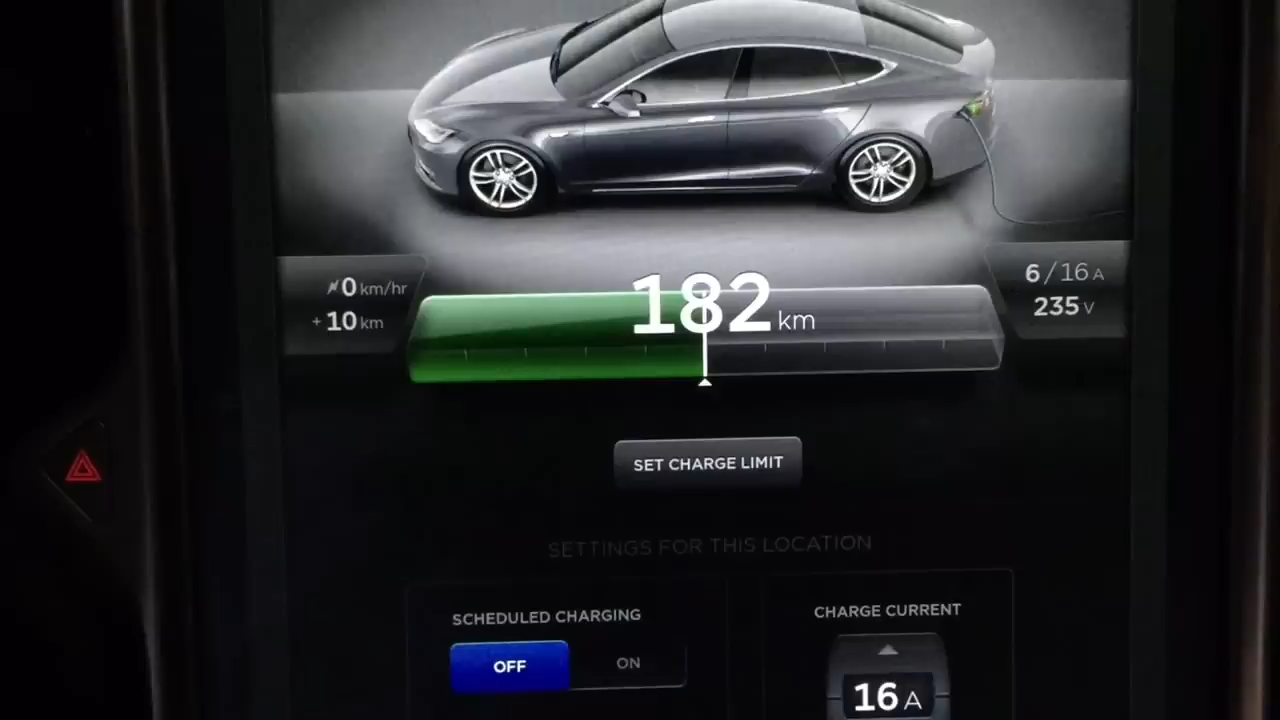 0 km/hr
+10 km
182 km
6/16 A
235 V
SET CHARGE LIMIT
SETTINGS FOR THIS LOCATION
SCHEDULED CHARGING
OFF ON
CHARGE CURRENT
16 A